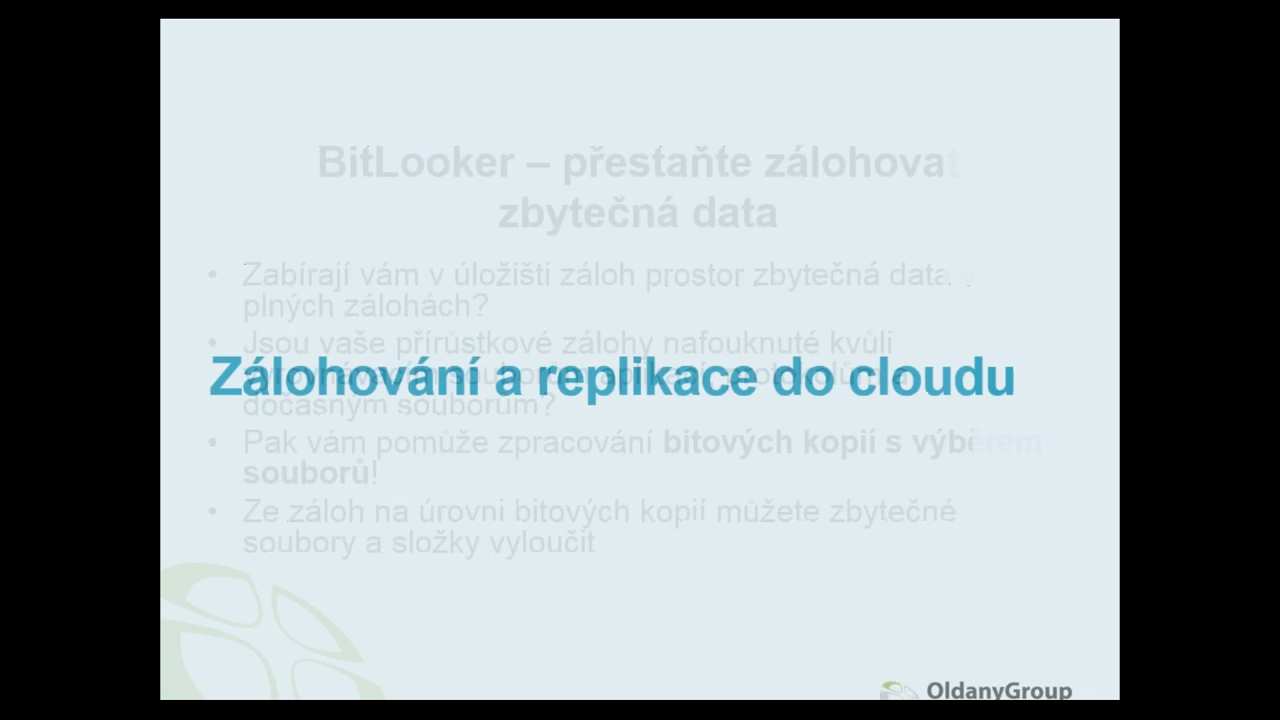 BitLooker – přestaňte zálohovat
zbytečná data
• Zabírají vám v úložišti záloh prostor zbytečná data v
plných zálohách?
• Jsou vaše přírůstkové zálohy nafouknuté kvůli
Zálohování a replikace do cloudu
dočasným souborům?
• Pak vám pomůže zpracování bitových kopií s výběrem
souborů!
• Ze záloh na úrovni bitových kopií můžete zbytečné
soubory a složky vyloučit
OldanyGroup